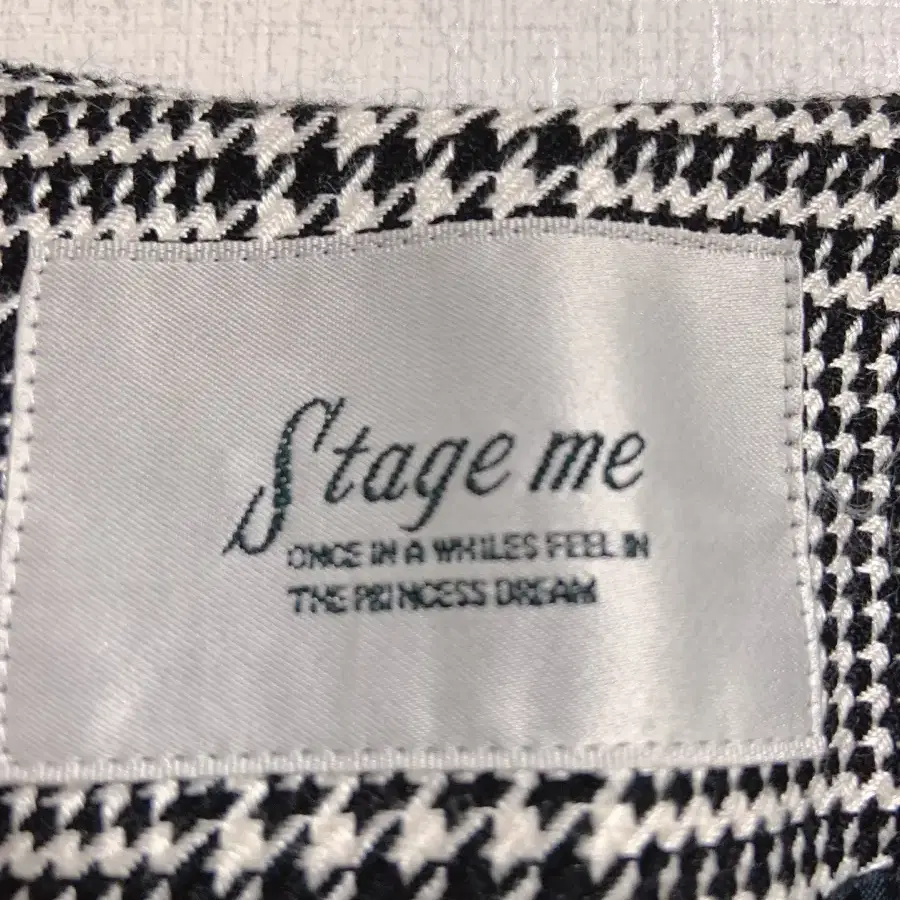 Stage me
ONCE IN A WHILES FEEL IN
THE PRINCESS DREAM